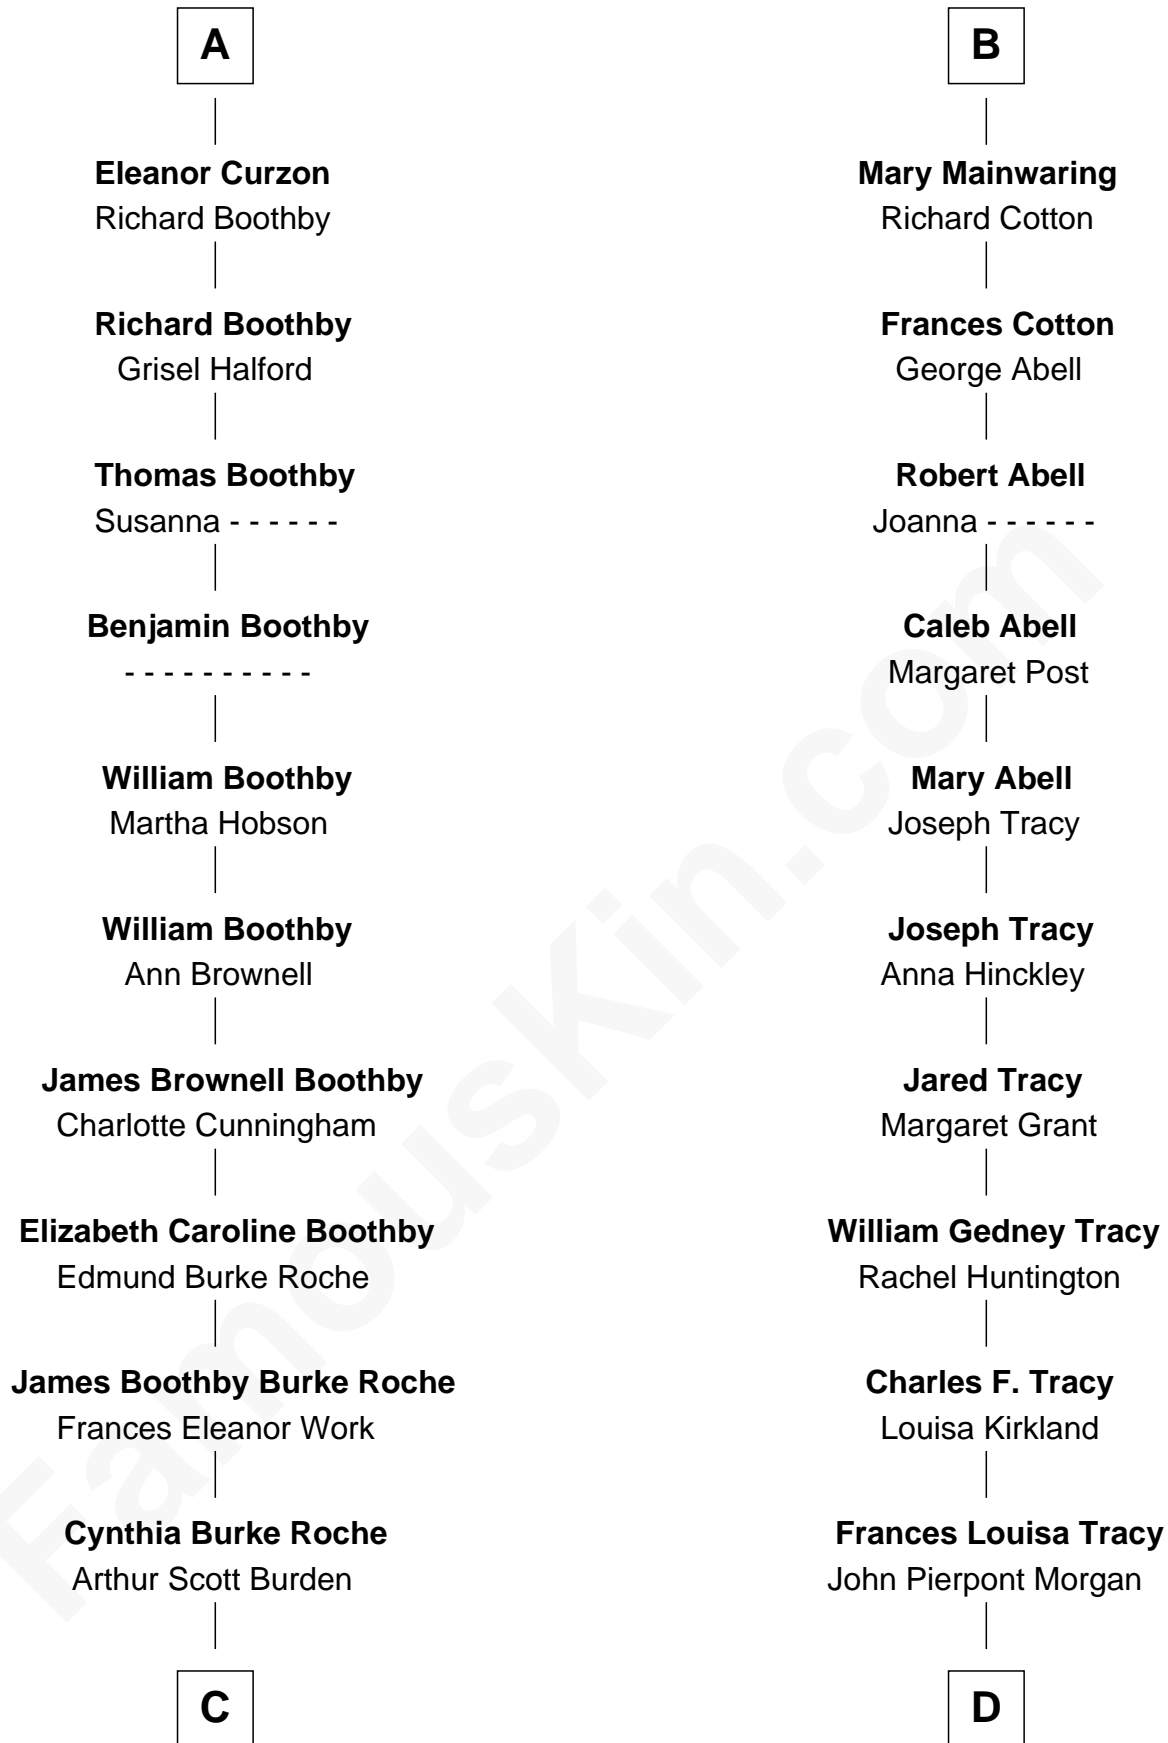 A
Eleanor Curzon
Richard Boothby
Richard Boothby
Grisel Halford
Thomas Boothby
Susanna - - - - - -
Benjamin Boothby
- - - - - - - - - -
William Boothby
Martha Hobson
William Boothby
Ann Brownell
James Brownell Boothby
Charlotte Cunningham
Elizabeth Caroline Boothby
Edmund Burke Roche
James Boothby Burke Roche
Frances Eleanor Work
Cynthia Burke Roche
Arthur Scott Burden
C
B
Mary Mainwaring
Richard Cotton
Frances Cotton
George Abell
Robert Abell
Joanna - - - - - -
Caleb Abell
Margaret Post
Mary Abell
Joseph Tracy
Joseph Tracy
Anna Hinckley
Jared Tracy
Margaret Grant
William Gedney Tracy
Rachel Huntington
Charles F. Tracy
Louisa Kirkland
Frances Louisa Tracy
John Pierpont Morgan
D
FamousKin.com